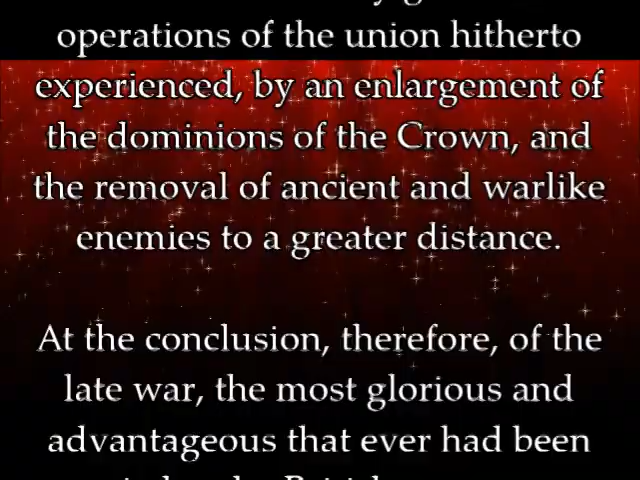 operations of the union hitherto
experienced, by an enlargement of
the dominions of the Crown, and
the removal of ancient and warlike
enemies to a greater distance.
At the conclusion, therefore, of the
late war, the most glorious and
advantageous that ever had been